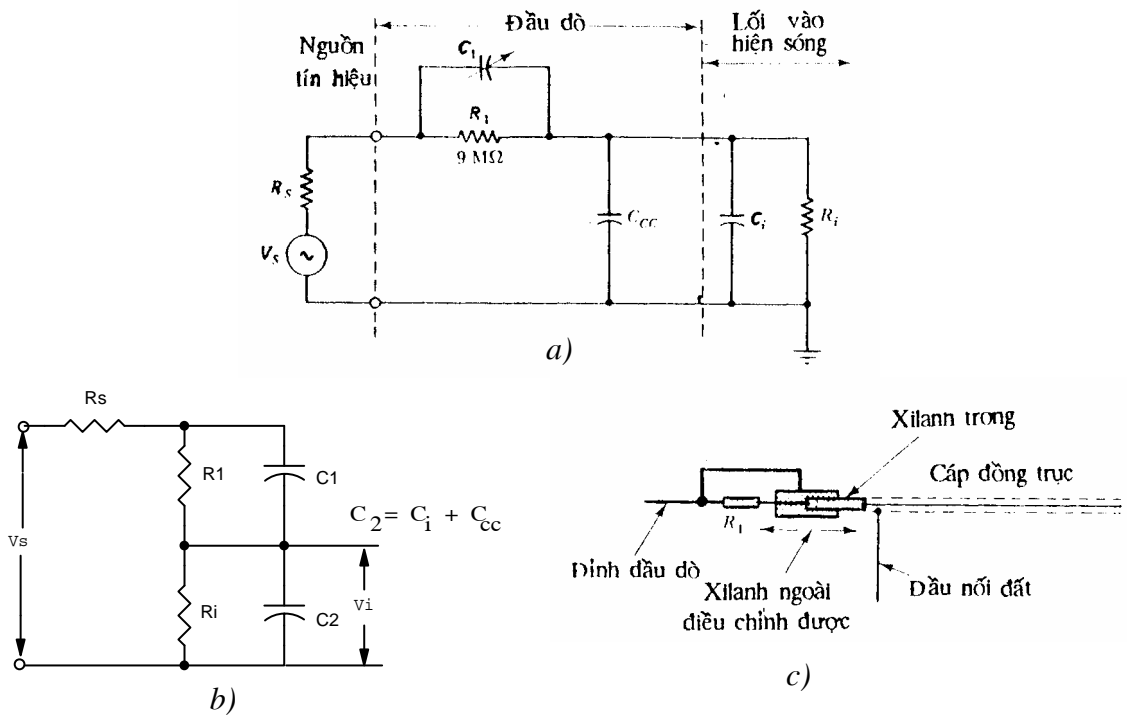 Đầu dò
Lối vào
hiện sóng
Nguồn
tín hiệu
C1
R1
9 MΩ
Rs
Vs
Ccc
Ci
Ri
a)
Rs
R1
C1
C2 = Ci + Ccc
Vs
Ri
C2
Vi
b)
Xilanh trong
Cáp đồng trục
R1
Đỉnh đầu dò
Xilanh ngoài
điều chỉnh được
Đầu nối đất
c)